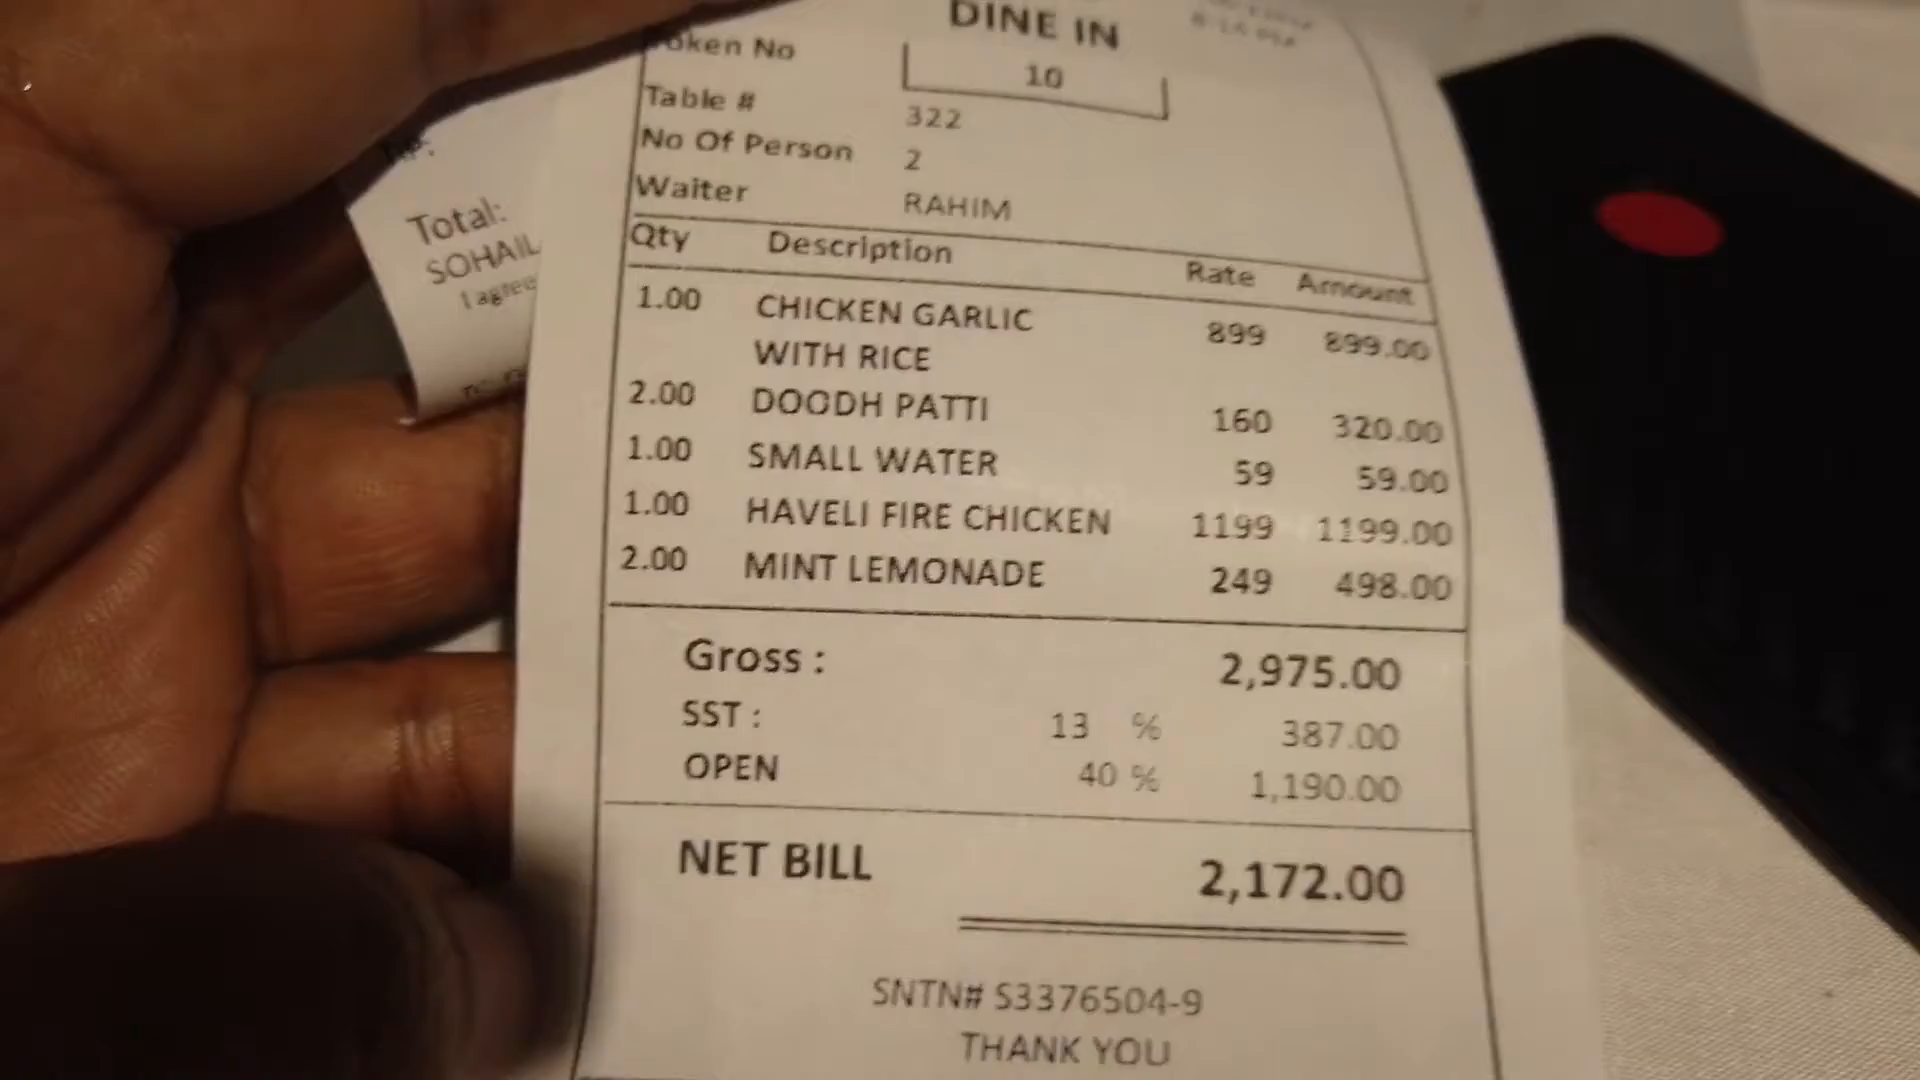 DINE IN
Token No 10
Table # 322
No Of Person 2
Waiter RAHIM
Qty Description Rate Amount
1.00 CHICKEN GARLIC 899 899.00
WITH RICE
2.00 DOODH PATTI 160 320.00
1.00 SMALL WATER 59 59.00
1.00 HAVELI FIRE CHICKEN 1199 1199.00
2.00 MINT LEMONADE 249 498.00
Gross : 2,975.00
SST : 13 % 387.00
OPEN 40 % 1,190.00
NET BILL 2,172.00
SNTN# S3376504-9
THANK YOU
Total:
SOHAIL
I agree